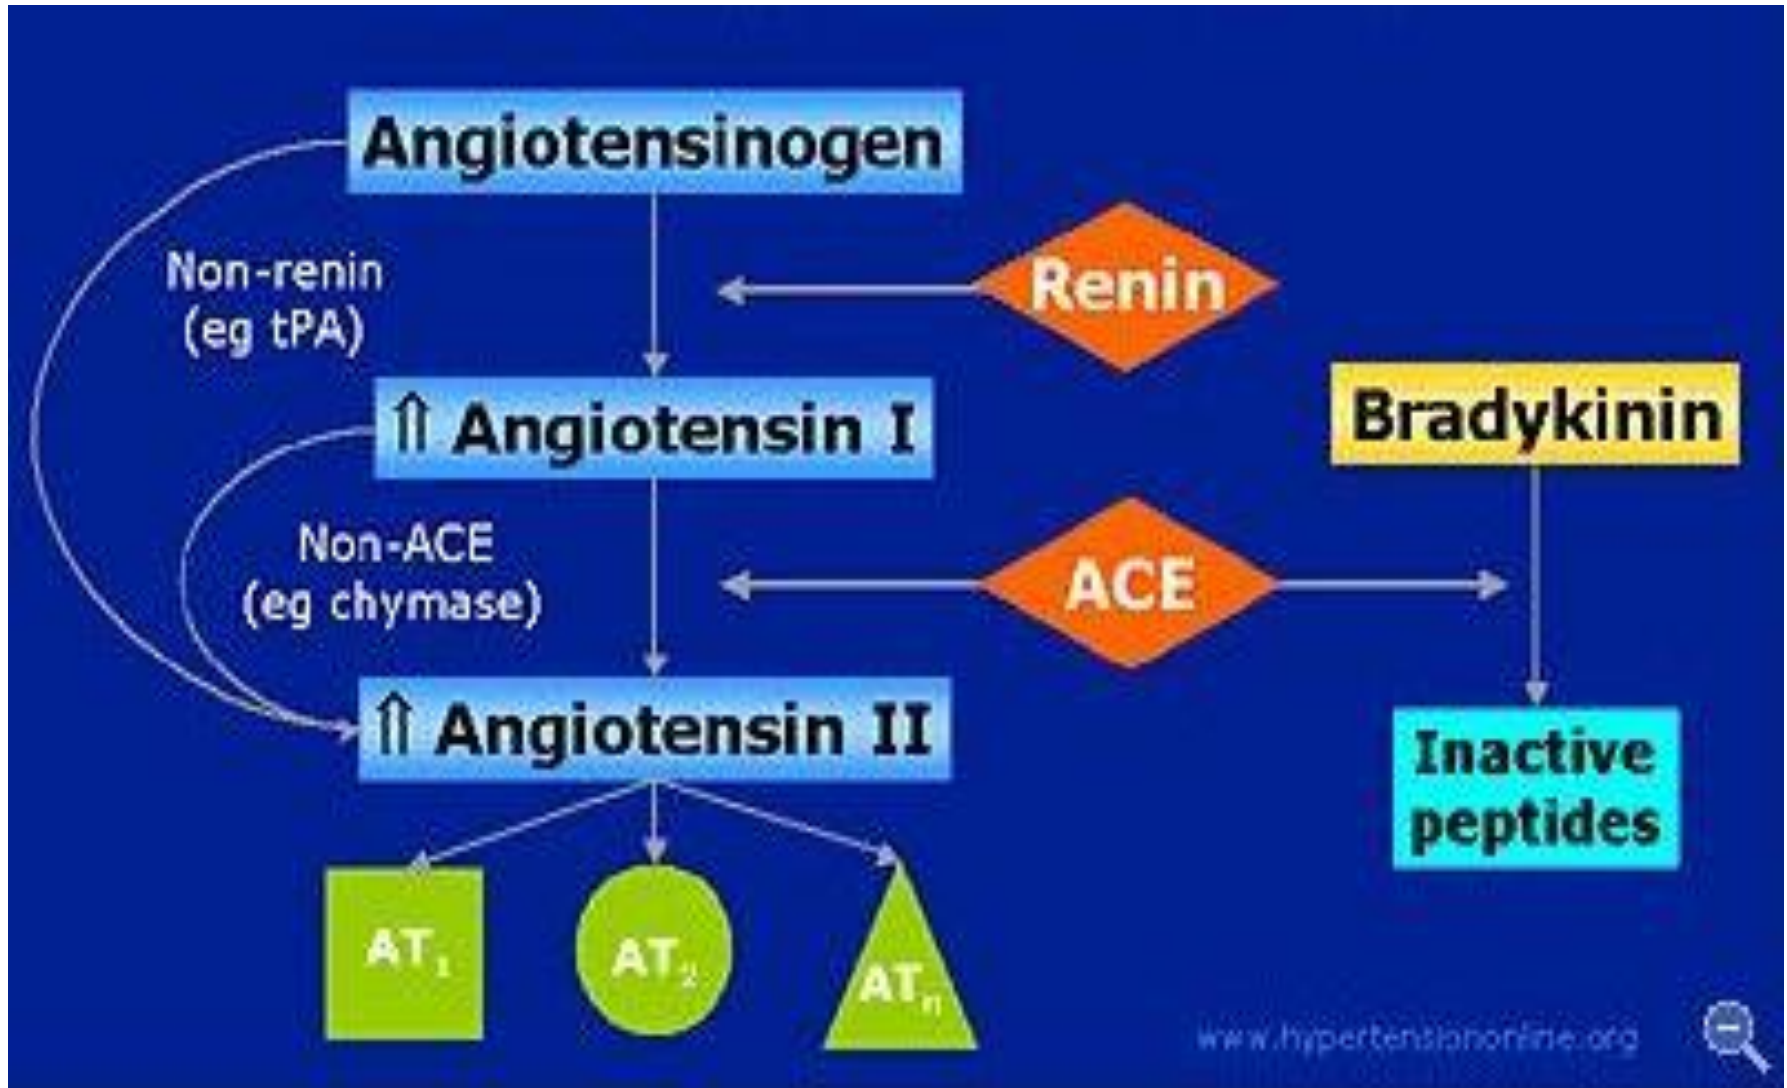 Angiotensinogen
Non-renin
(eg tPA)
Renin
⇑ Angiotensin I
Bradykinin
Non-ACE
(eg chymase)
ACE
⇑ Angiotensin II
Inactive
peptides
AT₁
AT₂
ATₙ
www.hypertensiononline.org